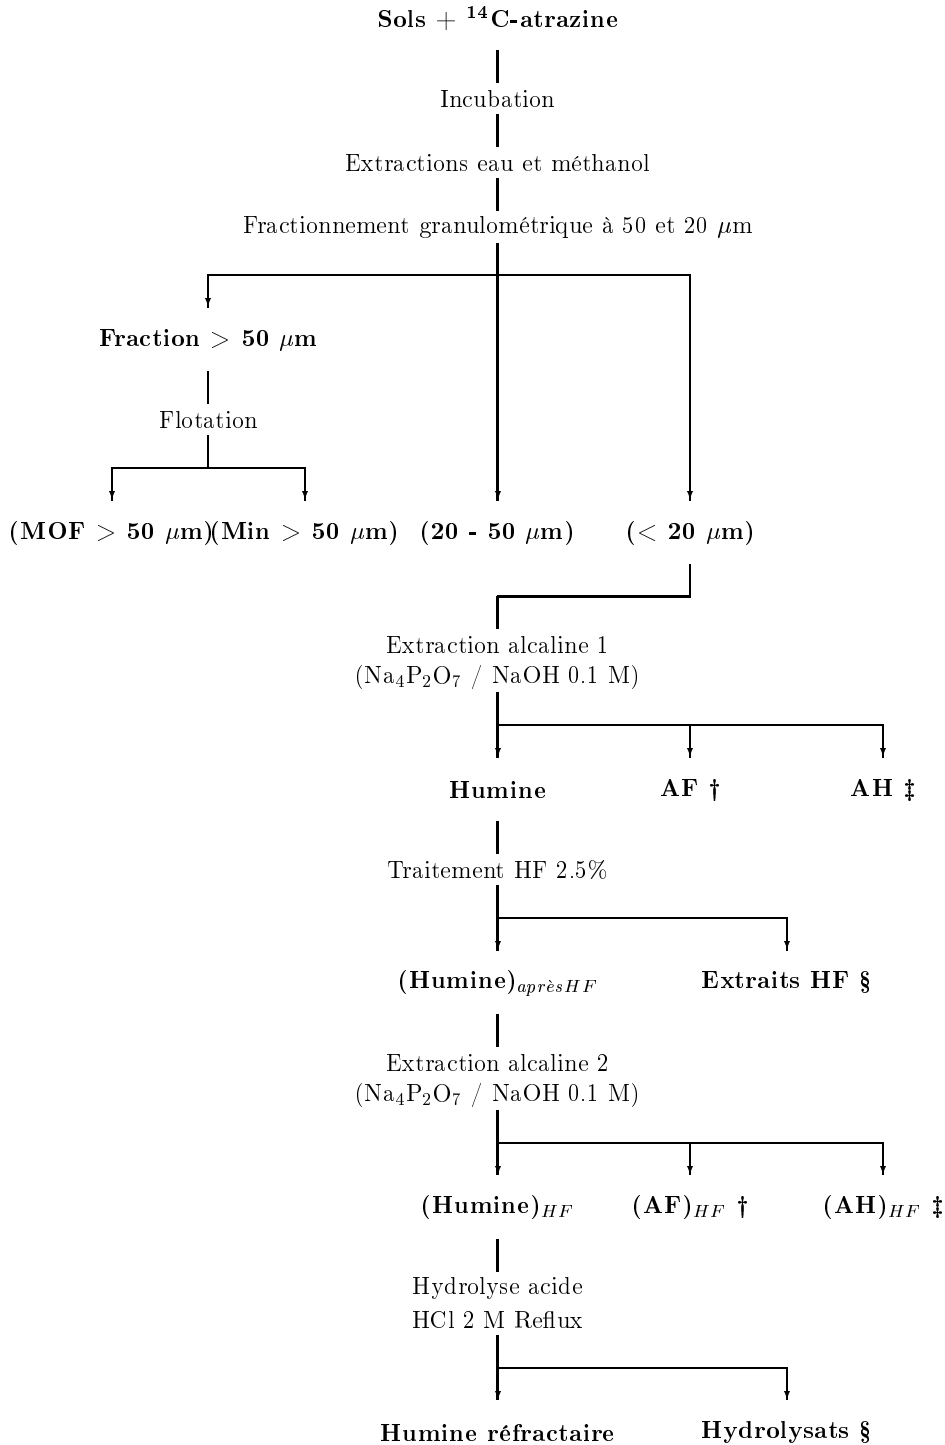 Sols + ¹⁴C-atrazine
Incubation
Extractions eau et méthanol
Fractionnement granulométrique à 50 et 20 μm
Fraction > 50 μm
Flotation
(MOF > 50 μm) (Min > 50 μm) (20 - 50 μm) (< 20 μm)
Extraction alcaline 1
(Na₄P₂O₇ / NaOH 0.1 M)
Humine AF † AH ‡
Traitement HF 2.5%
(Humine)aprèsHF Extraits HF §
Extraction alcaline 2
(Na₄P₂O₇ / NaOH 0.1 M)
(Humine)HF (AF)HF † (AH)HF ‡
Hydrolyse acide
HCl 2 M Reflux
Humine réfractaire Hydrolysats §